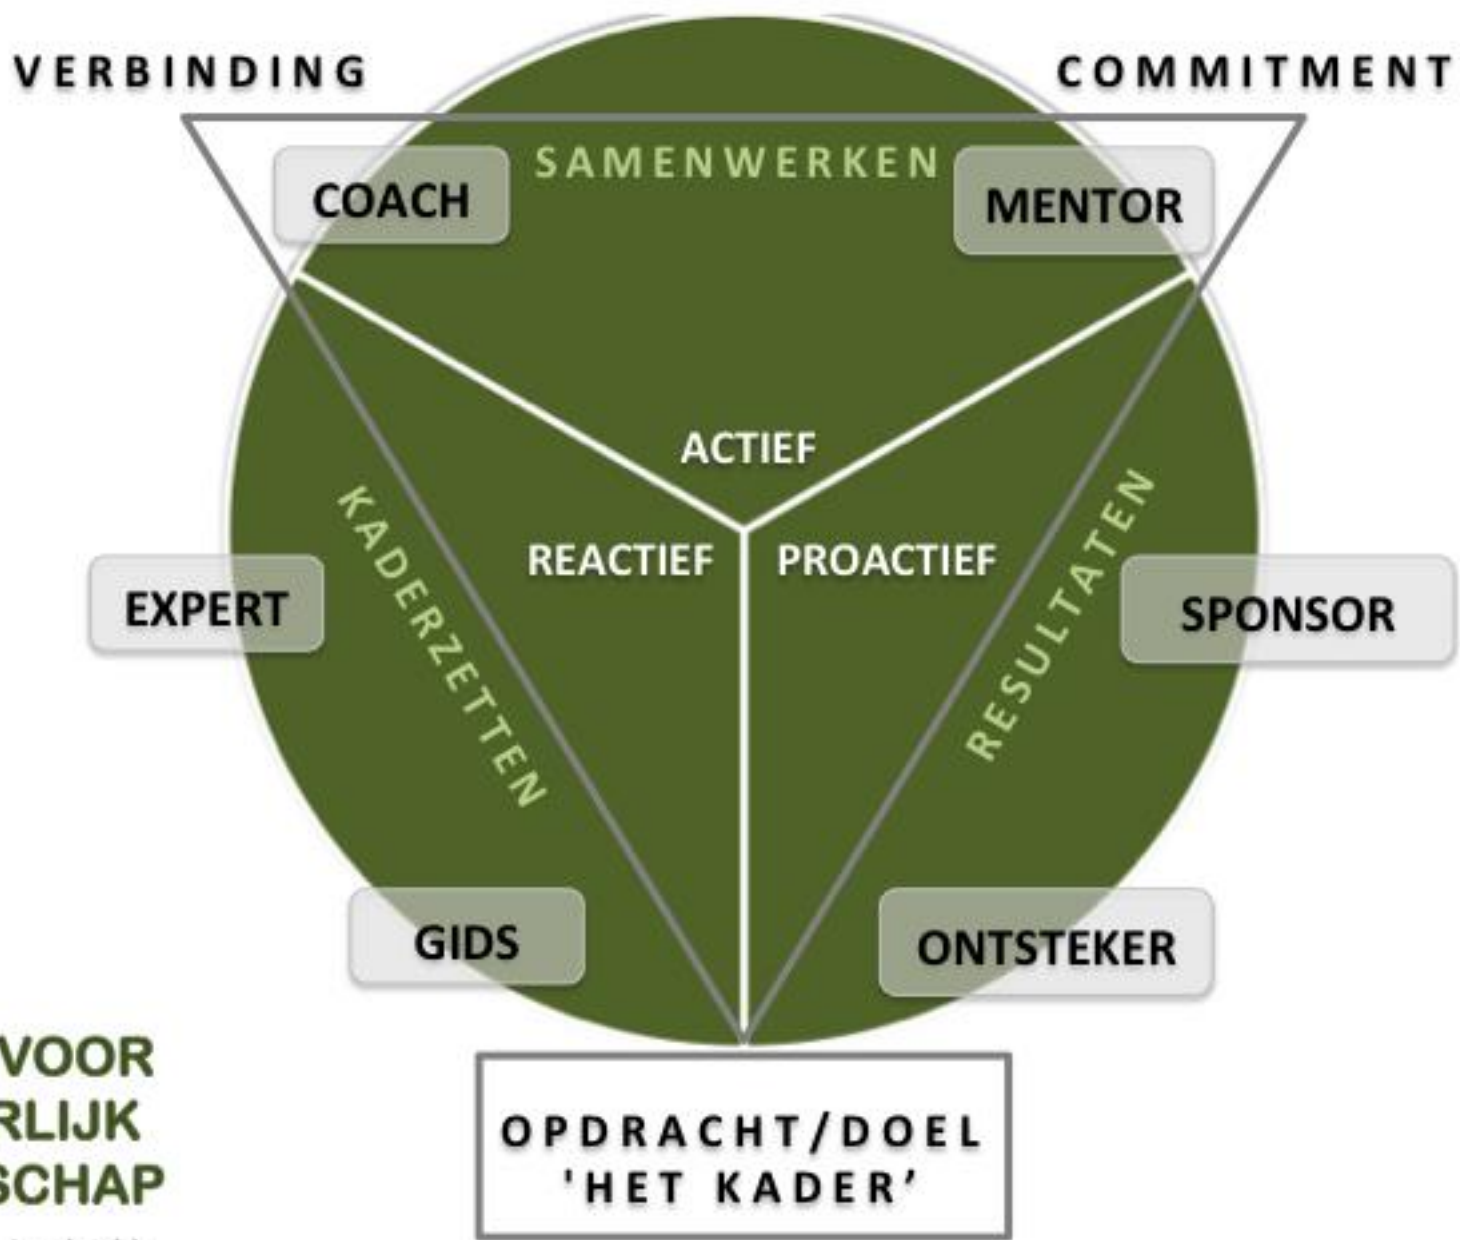 VERBINDING
COMMITMENT
SAMENWERKEN
COACH
MENTOR
ACTIEF
REACTIEF
PROACTIEF
KADERZETTEN
RESULTATEN
EXPERT
SPONSOR
GIDS
ONTSTEKER
VOOR
RLIJK
SCHAP
OPDRACHT/DOEL
'HET KADER’